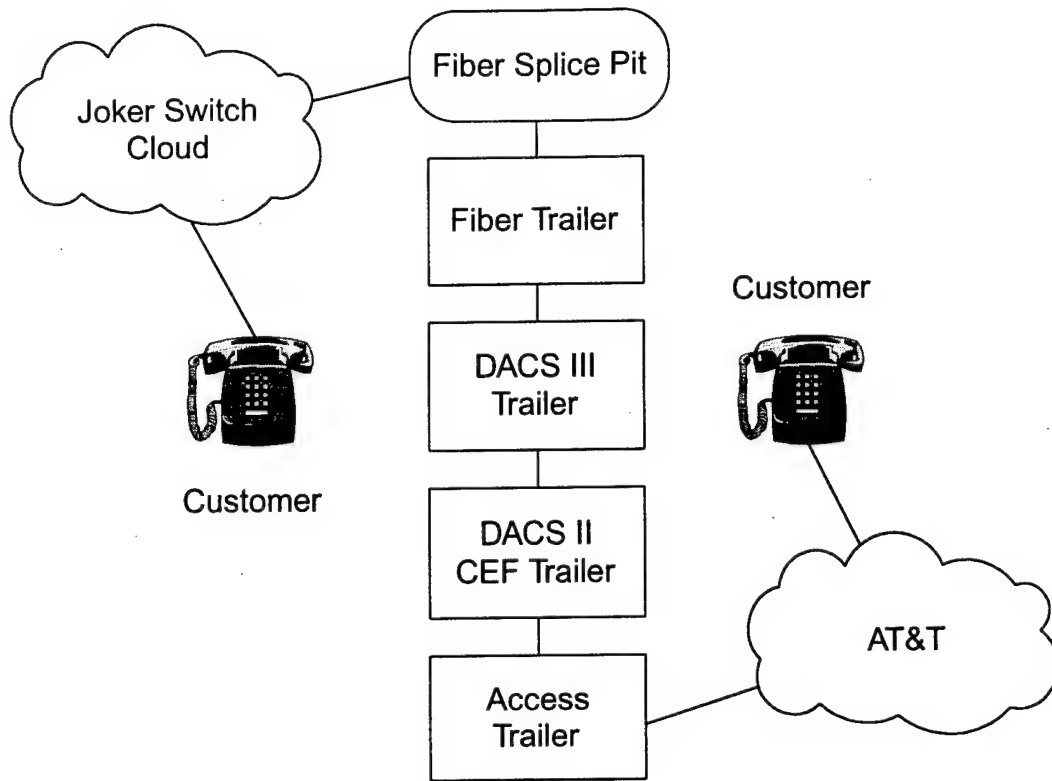 Fiber Splice Pit
Joker Switch
Cloud
Fiber Trailer
Customer
DACS III
Trailer
Customer
DACS II
CEF Trailer
AT&T
Access
Trailer